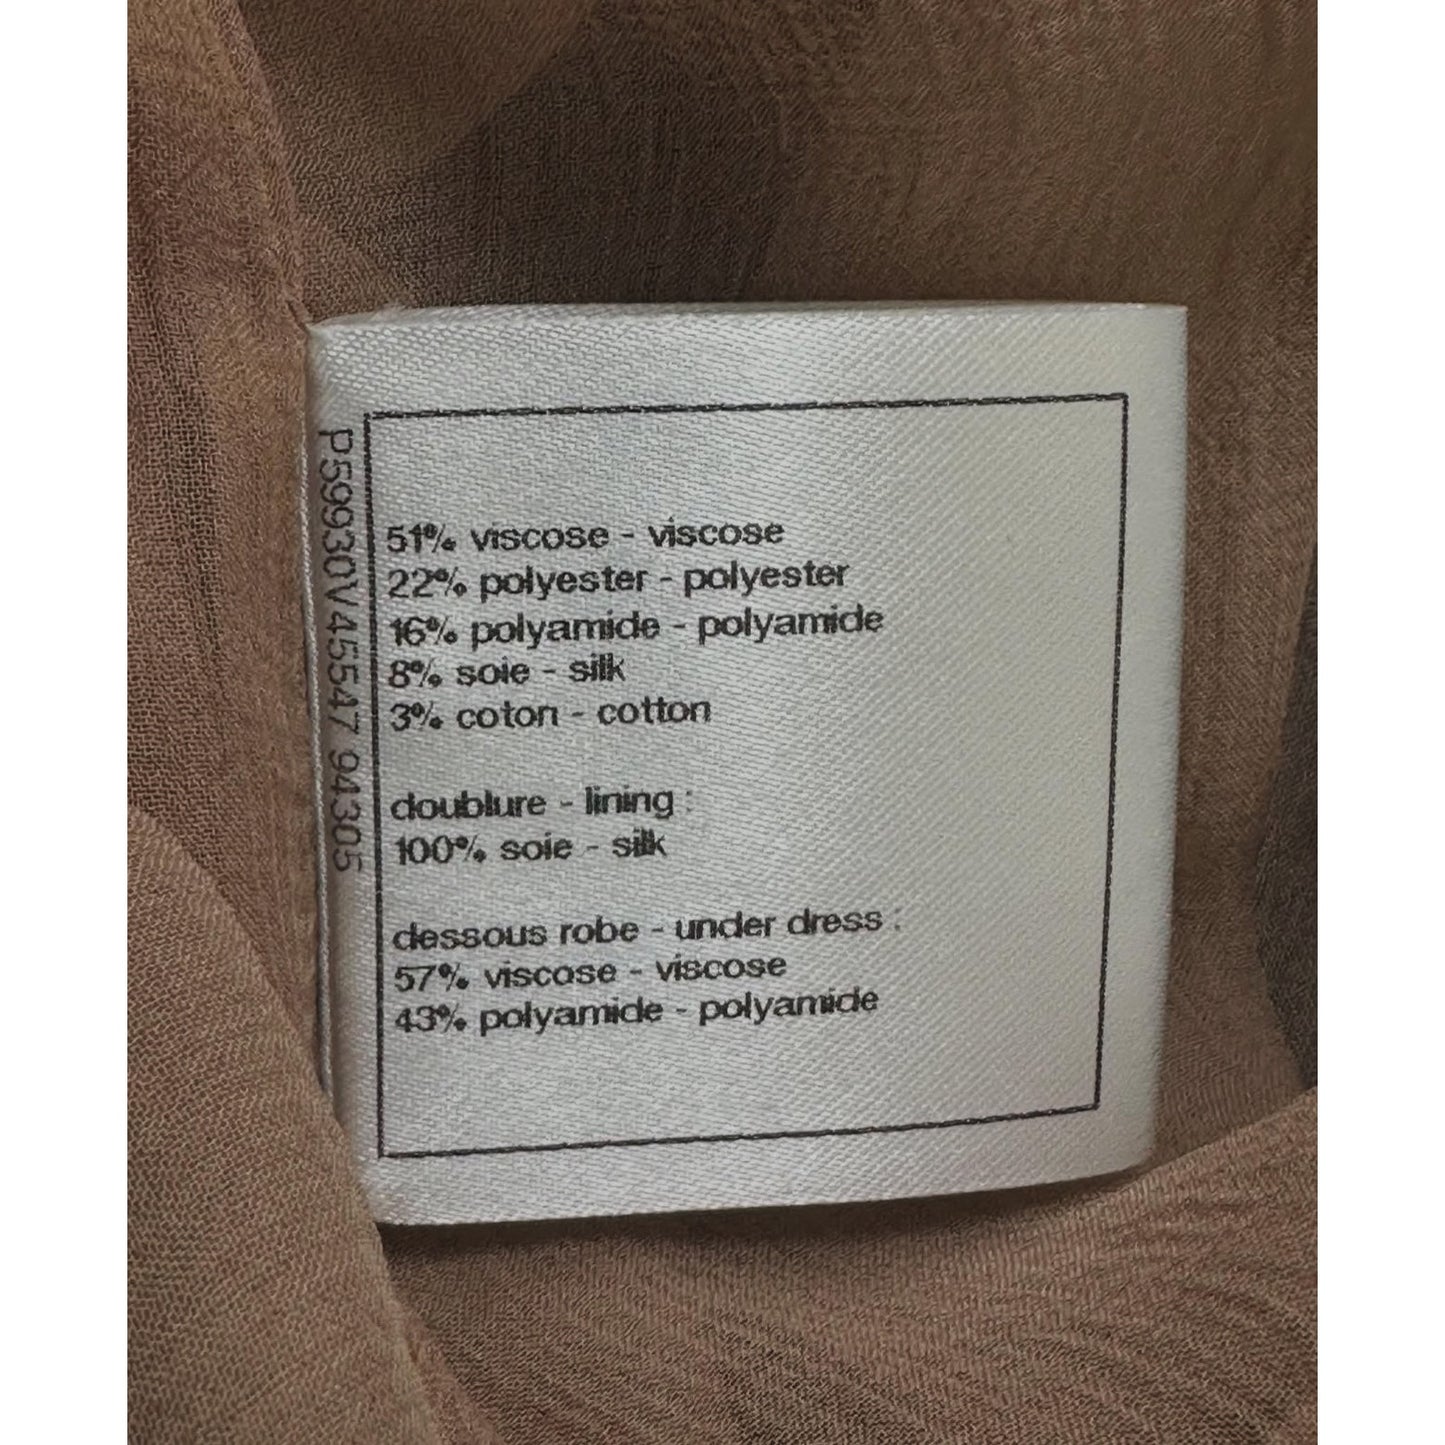 P59930V45547 94305
51% viscose - viscose
22% polyester - polyester
16% polyamide - polyamide
8% soie - silk
3% coton - cotton
doublure - lining :
100% soie - silk
dessous robe - under dress :
57% viscose - viscose
43% polyamide - polyamide